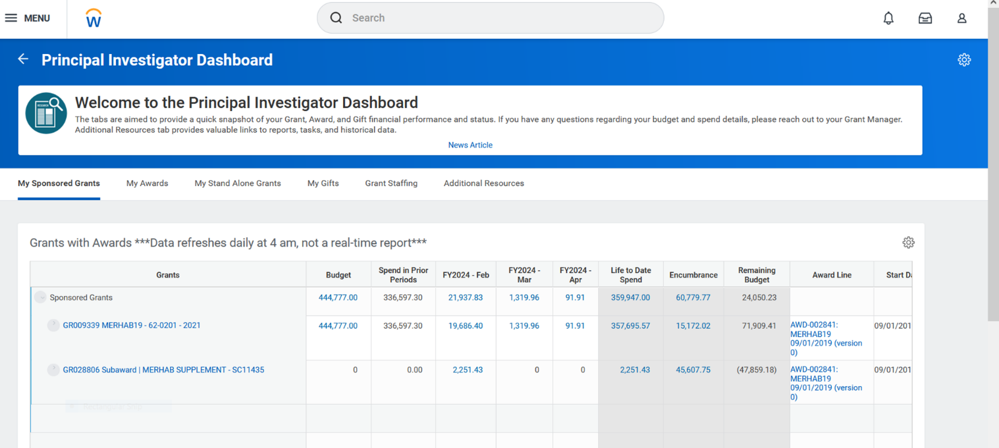 MENU
W
Search
Principal Investigator Dashboard
RESEARCH
Welcome to the Principal Investigator Dashboard
The tabs are aimed to provide a quick snapshot of your Grant, Award, and Gift financial performance and status. If you have any questions regarding your budget and spend details, please reach out to your Grant Manager.
Additional Resources tab provides valuable links to reports, tasks, and historical data.
News Article
My Sponsored Grants My Awards My Stand Alone Grants My Gifts Grant Staffing Additional Resources
Grants with Awards ***Data refreshes daily at 4 am, not a real-time report***
Grants Budget Spend in Prior Periods FY2024 - Feb FY2024 - Mar FY2024 - Apr Life to Date Spend Encumbrance Remaining Budget Award Line Start Da
Sponsored Grants 444,777.00 336,597.30 21,937.83 1,319.96 91.91 359,947.00 60,779.77 24,050.23
GR009339 MERHAB19 - 62-0201 - 2021 444,777.00 336,597.30 19,686.40 1,319.96 91.91 357,695.57 15,172.02 71,909.41 AWD-002841: 09/01/201
MERHAB19
09/01/2019 (version
0)
GR028806 Subaward | MERHAB SUPPLEMENT - SC11435 0 0.00 2,251.43 0 0 2,251.43 45,607.75 (47,859.18) AWD-002841: 09/01/201
MERHAB19
09/01/2019 (version
0)
Rectangular Snip